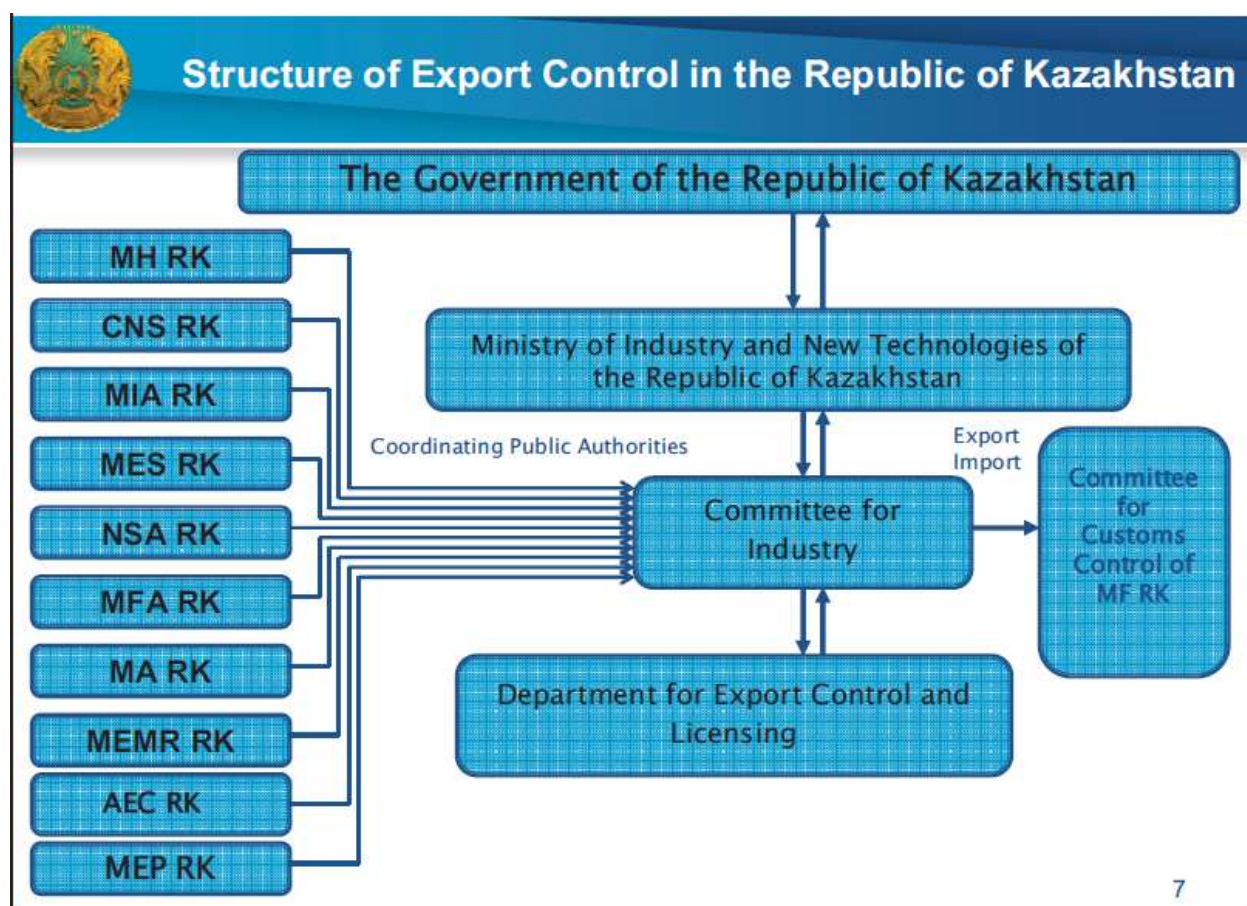 Structure of Export Control in the Republic of Kazakhstan
The Government of the Republic of Kazakhstan
MH RK
CNS RK
MIA RK
MES RK
NSA RK
MFA RK
MA RK
MEMR RK
AEC RK
MEP RK
Ministry of Industry and New Technologies of
the Republic of Kazakhstan
Coordinating Public Authorities
Export
Import
Committee for
Industry
Committee
for
Customs
Control of
MF RK
Department for Export Control and
Licensing
7